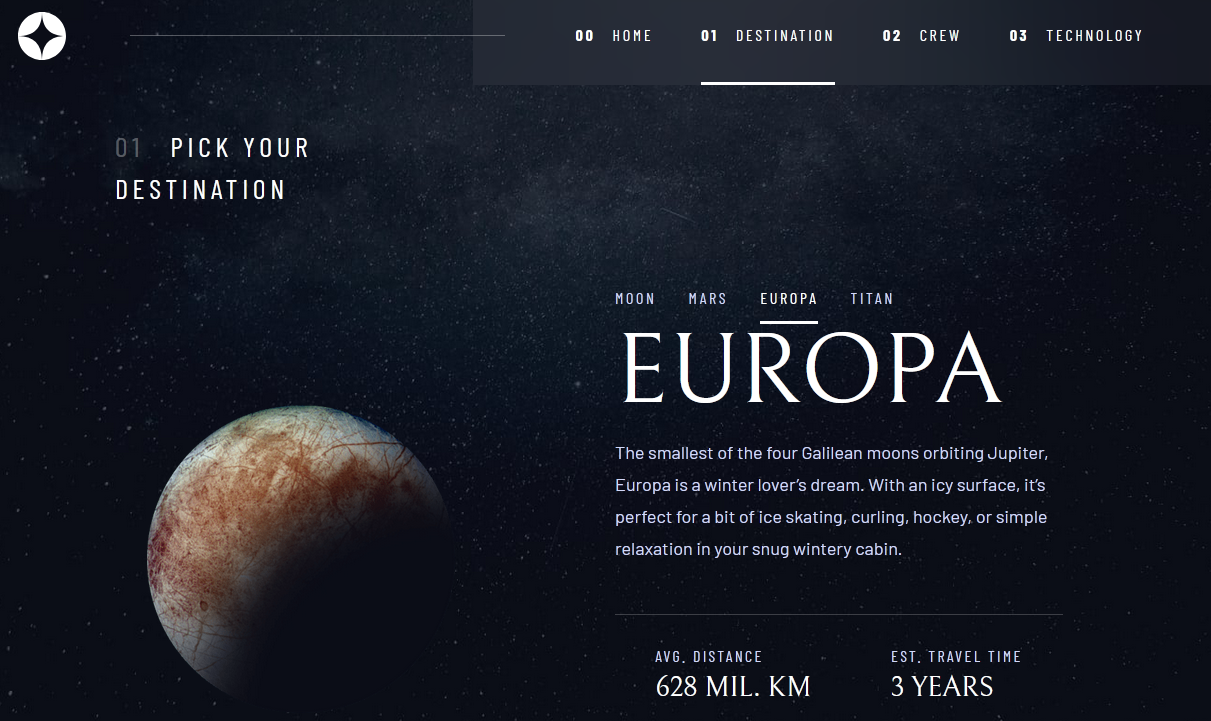 00 HOME 01 DESTINATION 02 CREW 03 TECHNOLOGY
01 PICK YOUR
DESTINATION
MOON MARS EUROPA TITAN
EUROPA
The smallest of the four Galilean moons orbiting Jupiter,
Europa is a winter lover’s dream. With an icy surface, it’s
perfect for a bit of ice skating, curling, hockey, or simple
relaxation in your snug wintery cabin.
AVG. DISTANCE EST. TRAVEL TIME
628 MIL. KM 3 YEARS